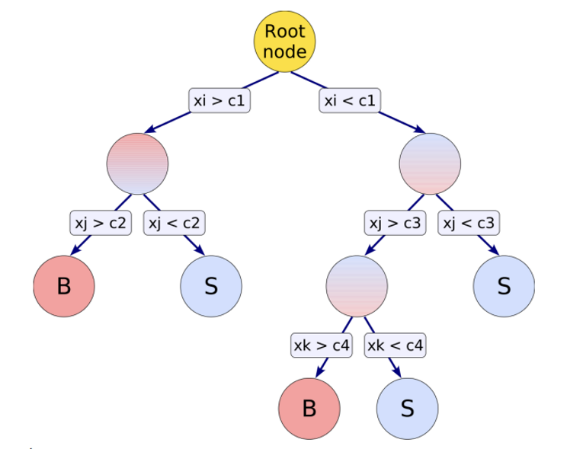 Root
node
xi > c1
xi < c1
xj > c2
xj < c2
xj > c3
xj < c3
B
S
S
xk > c4
xk < c4
B
S